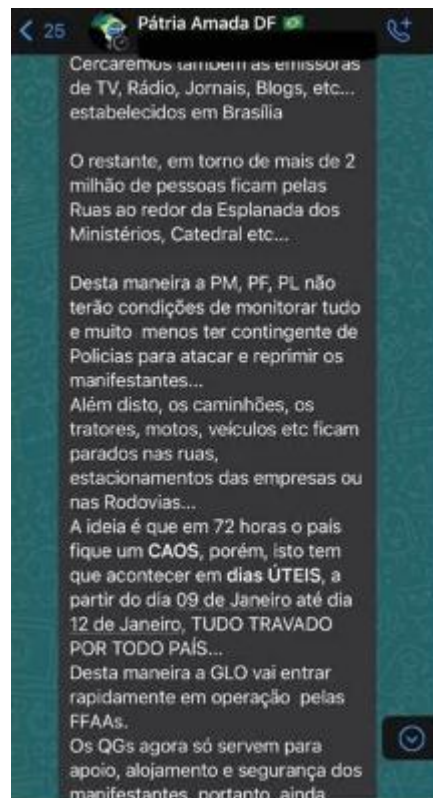 25
Pátria Amada DF 🇧🇷
Cercaremos também as emissoras
de TV, Rádio, Jornais, Blogs, etc...
estabelecidos em Brasília
O restante, em torno de mais de 2
milhão de pessoas ficam pelas
Ruas ao redor da Esplanada dos
Ministérios, Catedral etc...
Desta maneira a PM, PF, PL não
terão condições de monitorar tudo
e muito menos ter contingente de
Policias para atacar e reprimir os
manifestantes...
Além disto, os caminhões, os
tratores, motos, veículos etc ficam
parados nas ruas,
estacionamentos das empresas ou
nas Rodovias...
A ideia é que em 72 horas o país
fique um CAOS, porém, isto tem
que acontecer em dias ÚTEIS, a
partir do dia 09 de Janeiro até dia
12 de Janeiro, TUDO TRAVADO
POR TODO PAÍS...
Desta maneira a GLO vai entrar
rapidamente em operação pelas
FFAAs.
Os QGs agora só servem para
apoio, alojamento e segurança dos
manifestantes, portanto, ainda